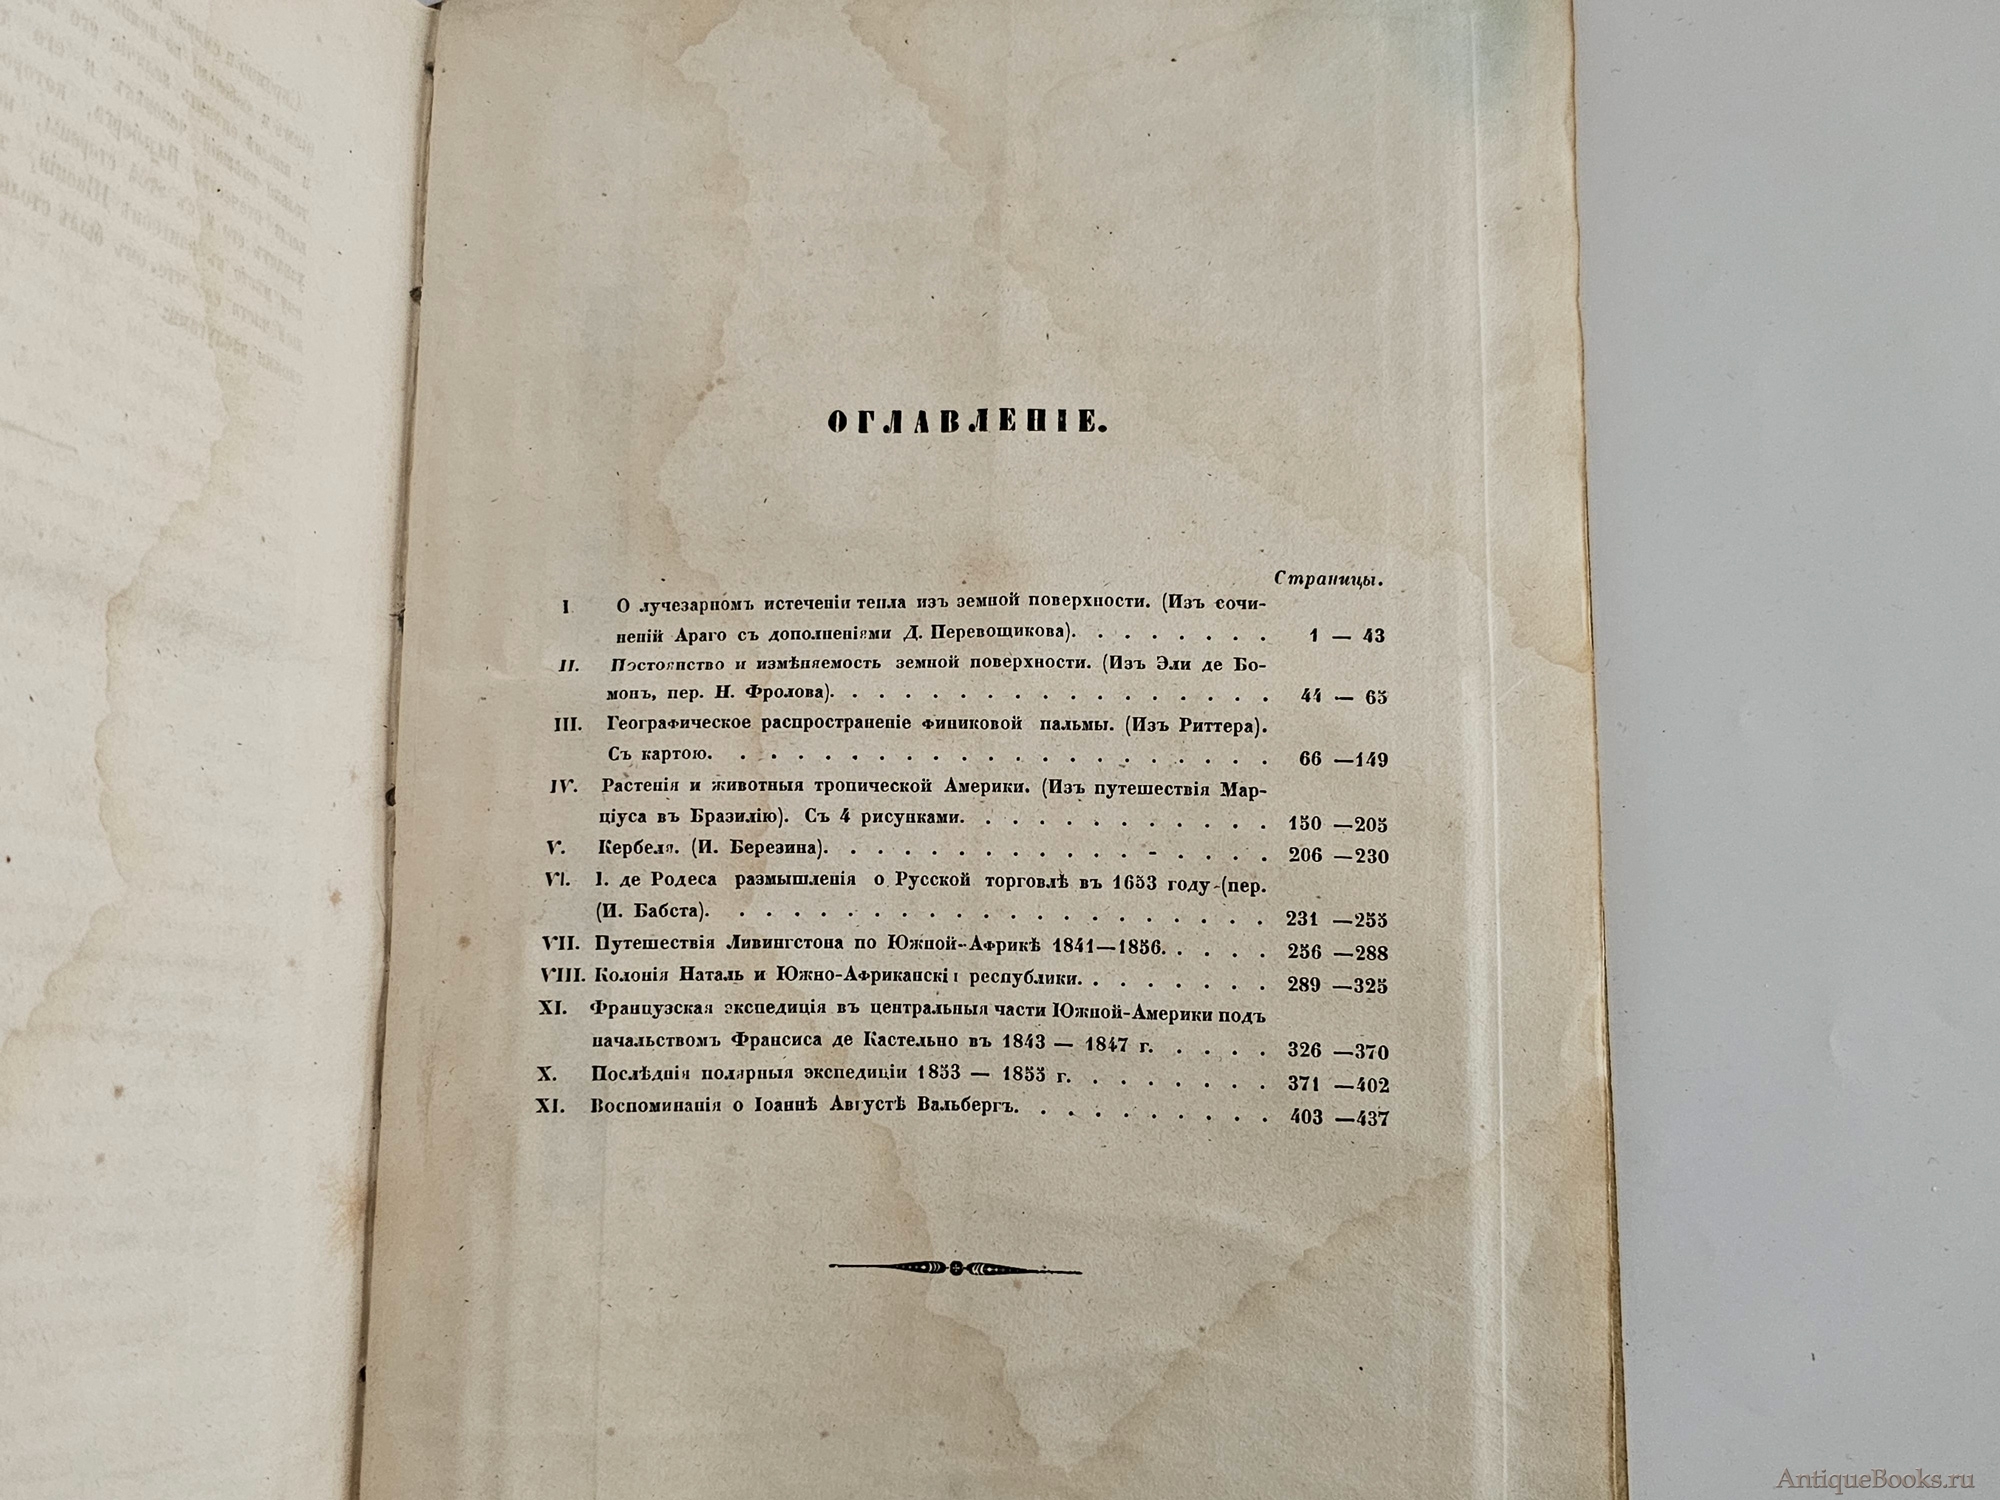 ОГЛАВЛЕНІЕ.
Страницы.
I О лучезарномъ истеченіи тепла изъ земной поверхности. (Изъ сочи-
неній Араго съ дополненіями Д. Перевощикова). . . . . . . . 1 — 43
II. Постоянство и измѣняемость земной поверхности. (Изъ Эли де Бо-
монъ, пер. Н. Фролова). . . . . . . . . . . . . . . . . 44 — 65
III. Географическое распространеніе финиковой пальмы. (Изъ Риттера).
Съ картою. . . . . . . . . . . . . . . . . . . . . 66 —149
IV. Растенія и животныя тропической Америки. (Изъ путешествія Мар-
ціуса въ Бразилію). Съ 4 рисунками. . . . . . . . . . . . 150 —205
V. Кербеля. (И. Березина). . . . . . . . . . . . . . . . . 206 —230
VI. I. де Родеса размышленія о Русской торговлѣ въ 1653 году (пер.
(И. Бабста). . . . . . . . . . . . . . . . . . . . . 231 —255
VII. Путешествія Ливингстона по Южной-Африкѣ 1841—1856. . . . . 256 —288
VIII. Колонія Наталь и Южно-Африканскі республики. . . . . . . . 289 —325
XI. Французская экспедиція въ центральныя части Южной-Америки подъ
начальствомъ Франсиса де Кастельно въ 1843 — 1847 г. . . . . 326 —370
X. Послѣднія полярныя экспедиціи 1853 — 1855 г. . . . . . . . 371 —402
XI. Воспоминанія о Іоаннѣ Августѣ Вальбергъ. . . . . . . . . . 403 —437
AntiqueBooks.ru